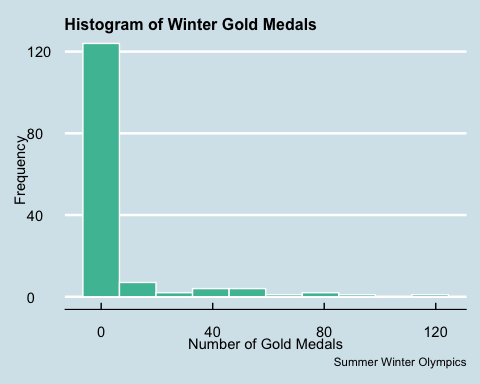 Histogram of Winter Gold Medals
Frequency
120
80
40
0
0 40 80 120
Number of Gold Medals
Summer Winter Olympics